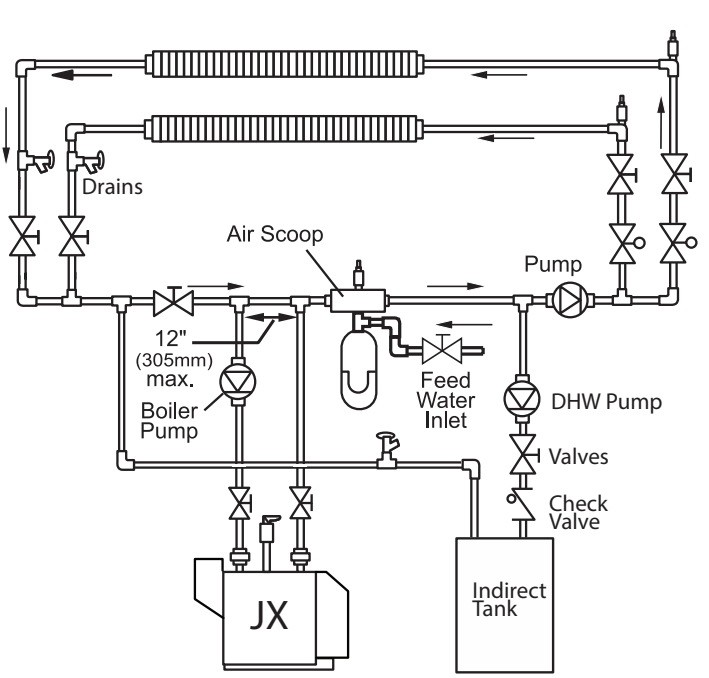 Drains
Air Scoop
Pump
12"
(305mm)
max.
Boiler
Pump
Feed
Water
Inlet
DHW Pump
Valves
Check
Valve
JX
Indirect
Tank